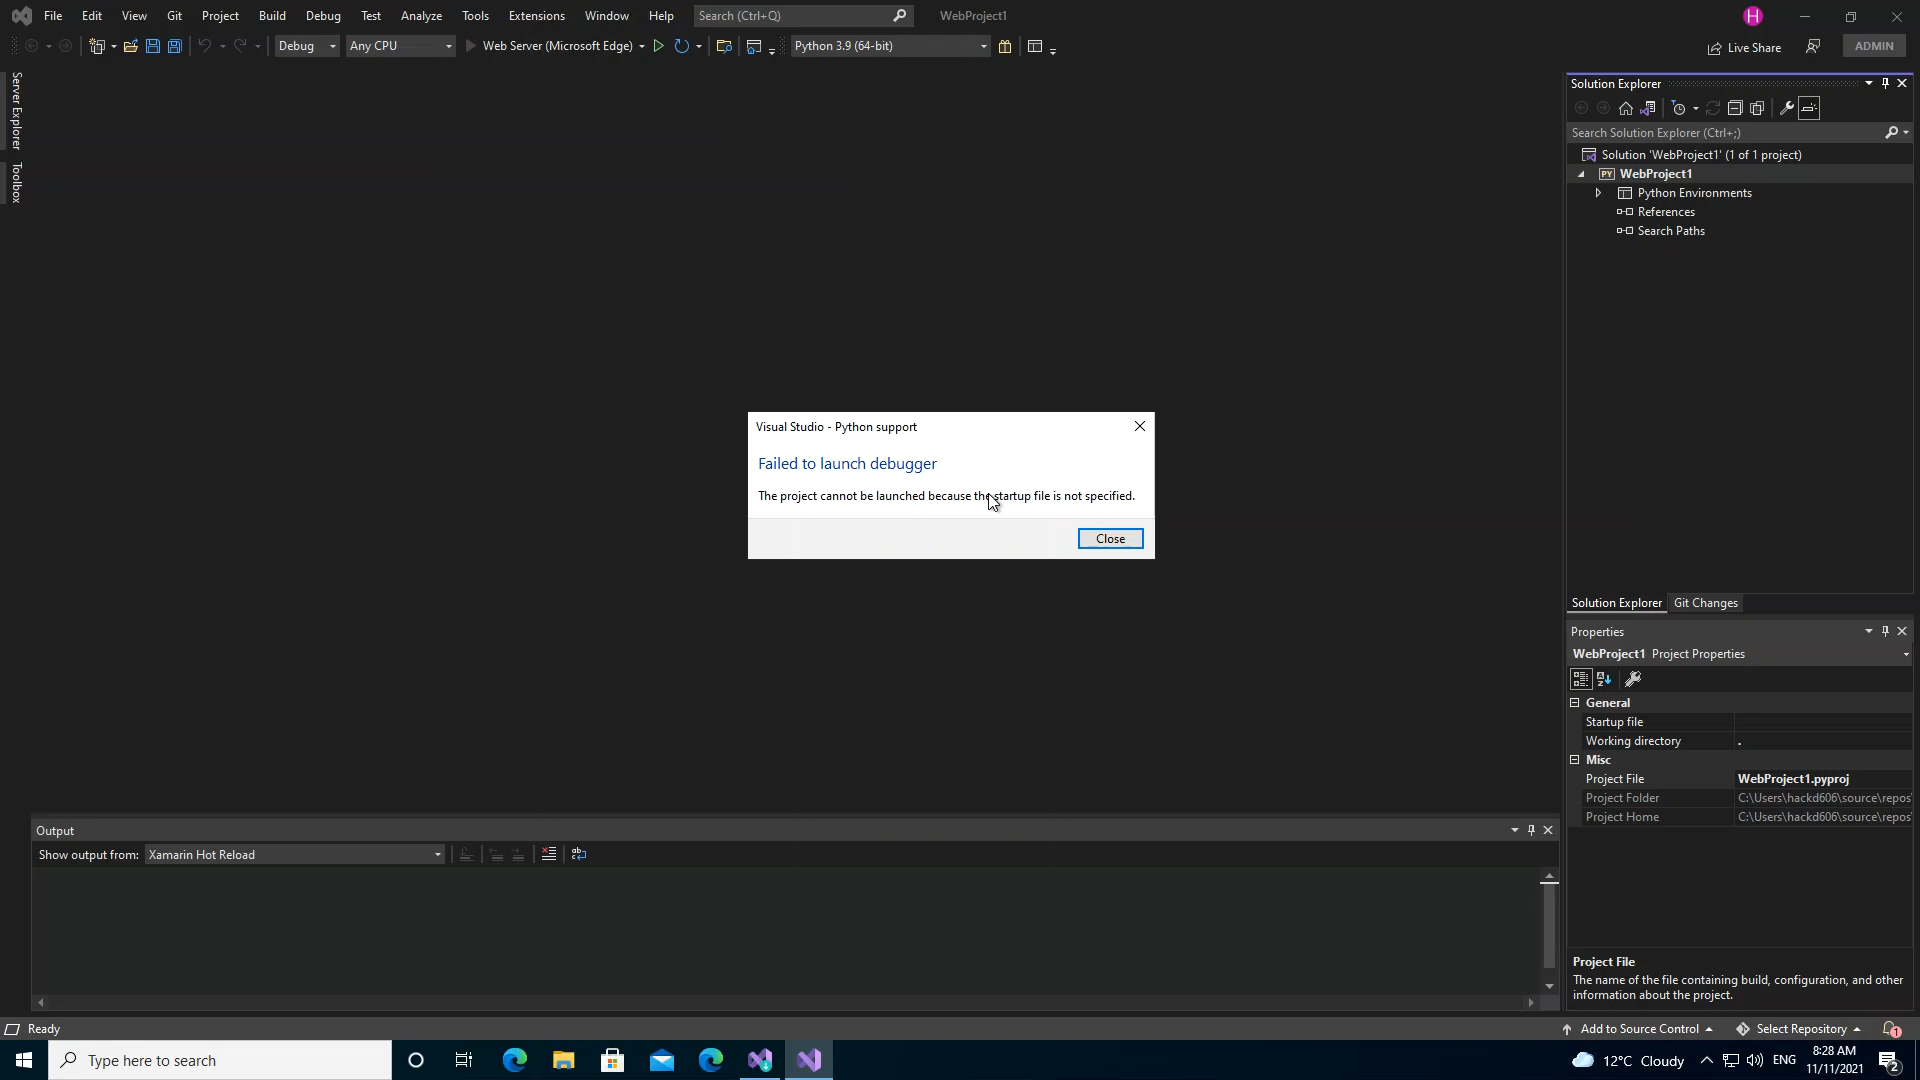 File Edit View Git Project Build Debug Test Analyze Tools Extensions Window Help Search (Ctrl+Q) WebProject1 H
Debug Any CPU Web Server (Microsoft Edge) Python 3.9 (64-bit) Live Share ADMIN
Server Explorer
Toolbox
Solution Explorer
Search Solution Explorer (Ctrl+;)
Solution 'WebProject1' (1 of 1 project)
PY WebProject1
Python Environments
References
Search Paths
Visual Studio - Python support
Failed to launch debugger
The project cannot be launched because the startup file is not specified.
Close
Solution Explorer Git Changes
Properties
WebProject1 Project Properties
General
Startup file
Working directory .
Misc
Project File WebProject1.pyproj
Project Folder C:\Users\hackd606\source\repos\
Project Home C:\Users\hackd606\source\repos\
Project File
The name of the file containing build, configuration, and other
information about the project.
Output
Show output from: Xamarin Hot Reload
Ready Add to Source Control Select Repository 1
Type here to search 12°C Cloudy ENG 8:28 AM
11/11/2021 2